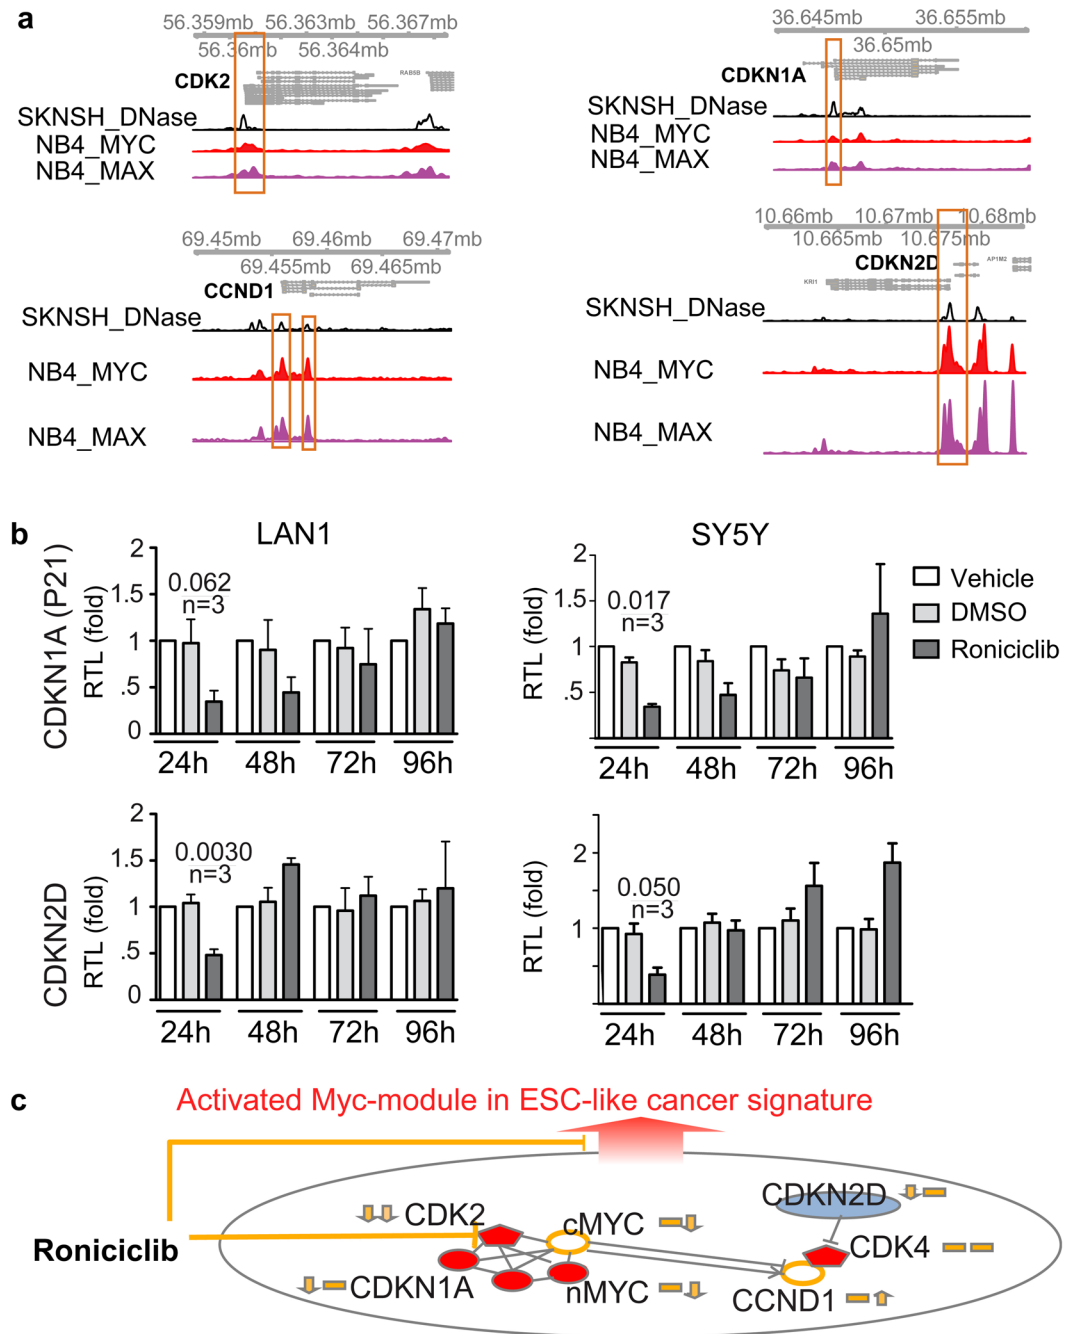 a
56.359mb 56.363mb 56.367mb
56.36mb 56.364mb
CDK2
RAB5B
SKNSH_DNase
NB4_MYC
NB4_MAX
36.645mb 36.655mb
36.65mb
CDKN1A
SKNSH_DNase
NB4_MYC
NB4_MAX
69.45mb 69.46mb 69.47mb
69.455mb 69.465mb
CCND1
SKNSH_DNase
NB4_MYC
NB4_MAX
10.66mb 10.67mb 10.68mb
10.665mb 10.675mb
CDKN2D
AP1M2
KRI1
SKNSH_DNase
NB4_MYC
NB4_MAX
b
LAN1
SY5Y
CDKN1A (P21)
RTL (fold)
2
1.5
1
.5
0
0.062
n=3
24h 48h 72h 96h
RTL (fold)
2
1.5
1
.5
0.017
n=3
24h 48h 72h 96h
Vehicle
DMSO
Roniciclib
CDKN2D
RTL (fold)
2
1.5
1
.5
0
0.0030
n=3
24h 48h 72h 96h
RTL (fold)
2
1
0.050
n=3
24h 48h 72h 96h
c
Activated Myc-module in ESC-like cancer signature
Roniciclib
CDK2
cMYC
CDKN2D
CDK4
CDKN1A
nMYC
CCND1